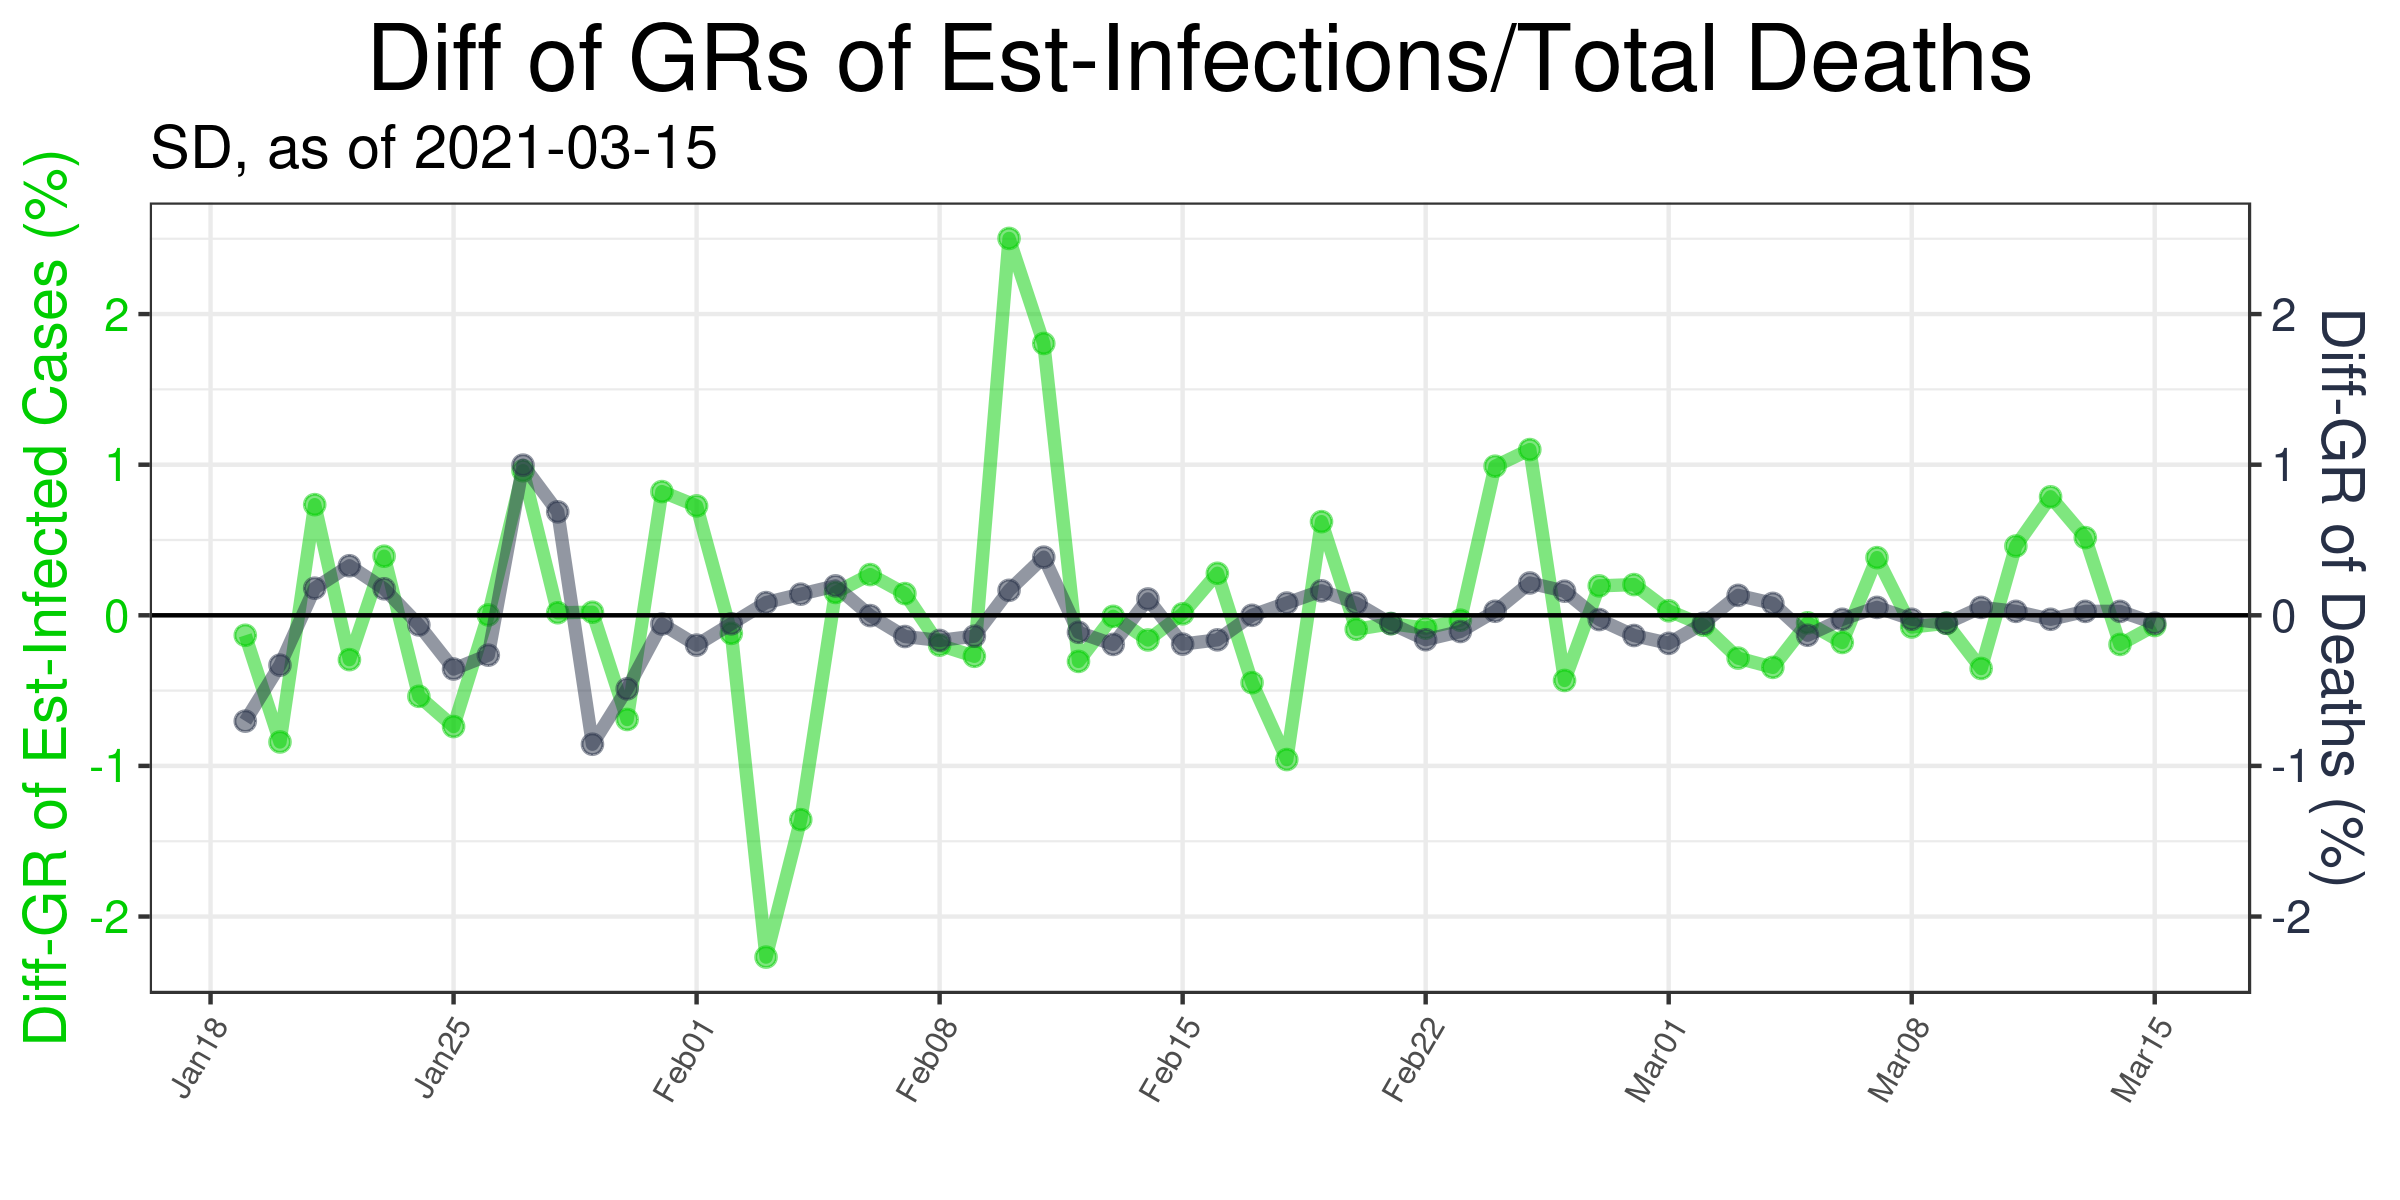 Diff of GRs of Est-Infections/Total Deaths
SD, as of 2021-03-15
Diff-GR of Est-Infected Cases (%)
2
1
0
-1
-2
2
1
0
-1
-2
Diff-GR of Deaths (%)
Jan18
Jan25
Feb01
Feb08
Feb15
Feb22
Mar01
Mar08
Mar15